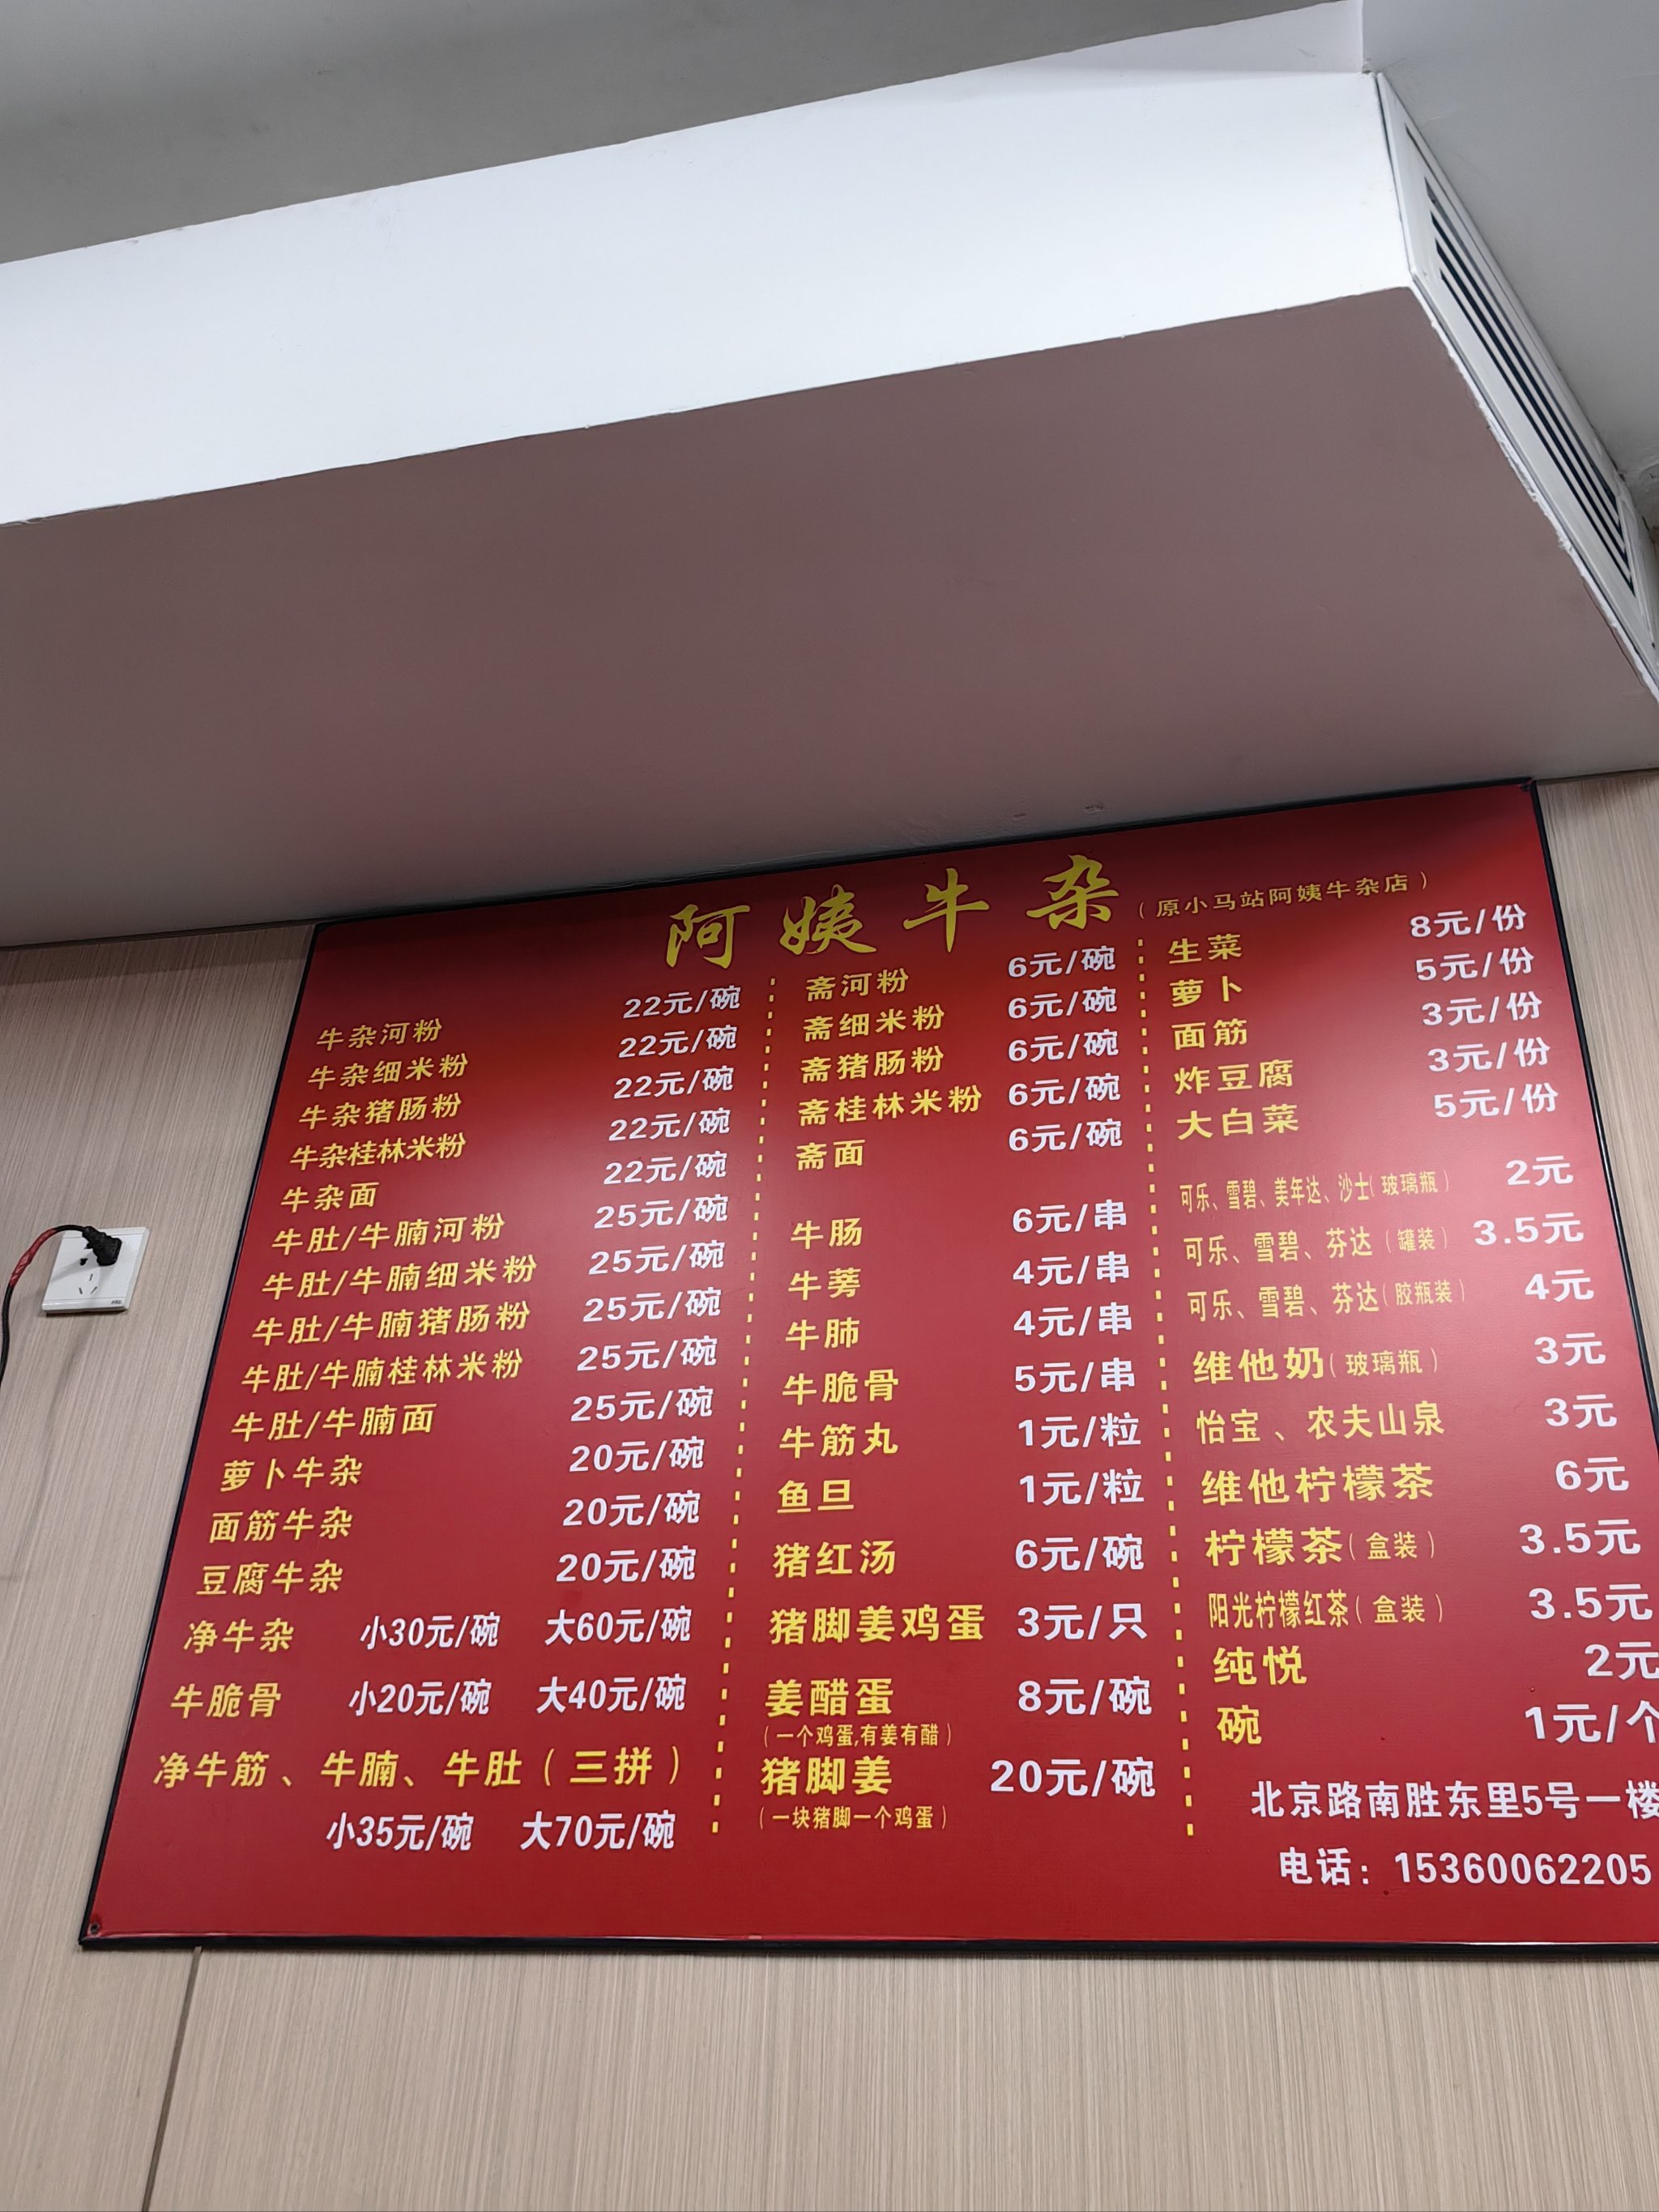 阿姨牛杂（原小马站阿姨牛杂店）
牛杂河粉 22元/碗
牛杂细米粉 22元/碗
牛杂猪肠粉 22元/碗
牛杂桂林米粉 22元/碗
牛杂面 22元/碗
牛肚/牛腩河粉 25元/碗
牛肚/牛腩细米粉 25元/碗
牛肚/牛腩猪肠粉 25元/碗
牛肚/牛腩桂林米粉 25元/碗
牛肚/牛腩面 25元/碗
萝卜牛杂 20元/碗
面筋牛杂 20元/碗
豆腐牛杂 20元/碗
净牛杂 小30元/碗 大60元/碗
牛脆骨 小20元/碗 大40元/碗
净牛筋、牛腩、牛肚（三拼）
小35元/碗 大70元/碗
斋河粉 6元/碗
斋细米粉 6元/碗
斋猪肠粉 6元/碗
斋桂林米粉 6元/碗
斋面 6元/碗
牛肠 6元/串
牛蒡 4元/串
牛肺 4元/串
牛脆骨 5元/串
牛筋丸 1元/粒
鱼旦 1元/粒
猪红汤 6元/碗
猪脚姜鸡蛋 3元/只
姜醋蛋 8元/碗
（一个鸡蛋,有姜有醋）
猪脚姜 20元/碗
（一块猪脚一个鸡蛋）
生菜 8元/份
萝卜 5元/份
面筋 3元/份
炸豆腐 3元/份
大白菜 5元/份
可乐、雪碧、美年达、沙士（玻璃瓶） 2元
可乐、雪碧、芬达（罐装） 3.5元
可乐、雪碧、芬达（胶瓶装） 4元
维他奶（玻璃瓶） 3元
怡宝、农夫山泉 3元
维他柠檬茶 6元
柠檬茶（盒装） 3.5元
阳光柠檬红茶（盒装） 3.5元
纯悦 2元
碗 1元/个
北京路南胜东里5号一楼
电话：15360062205